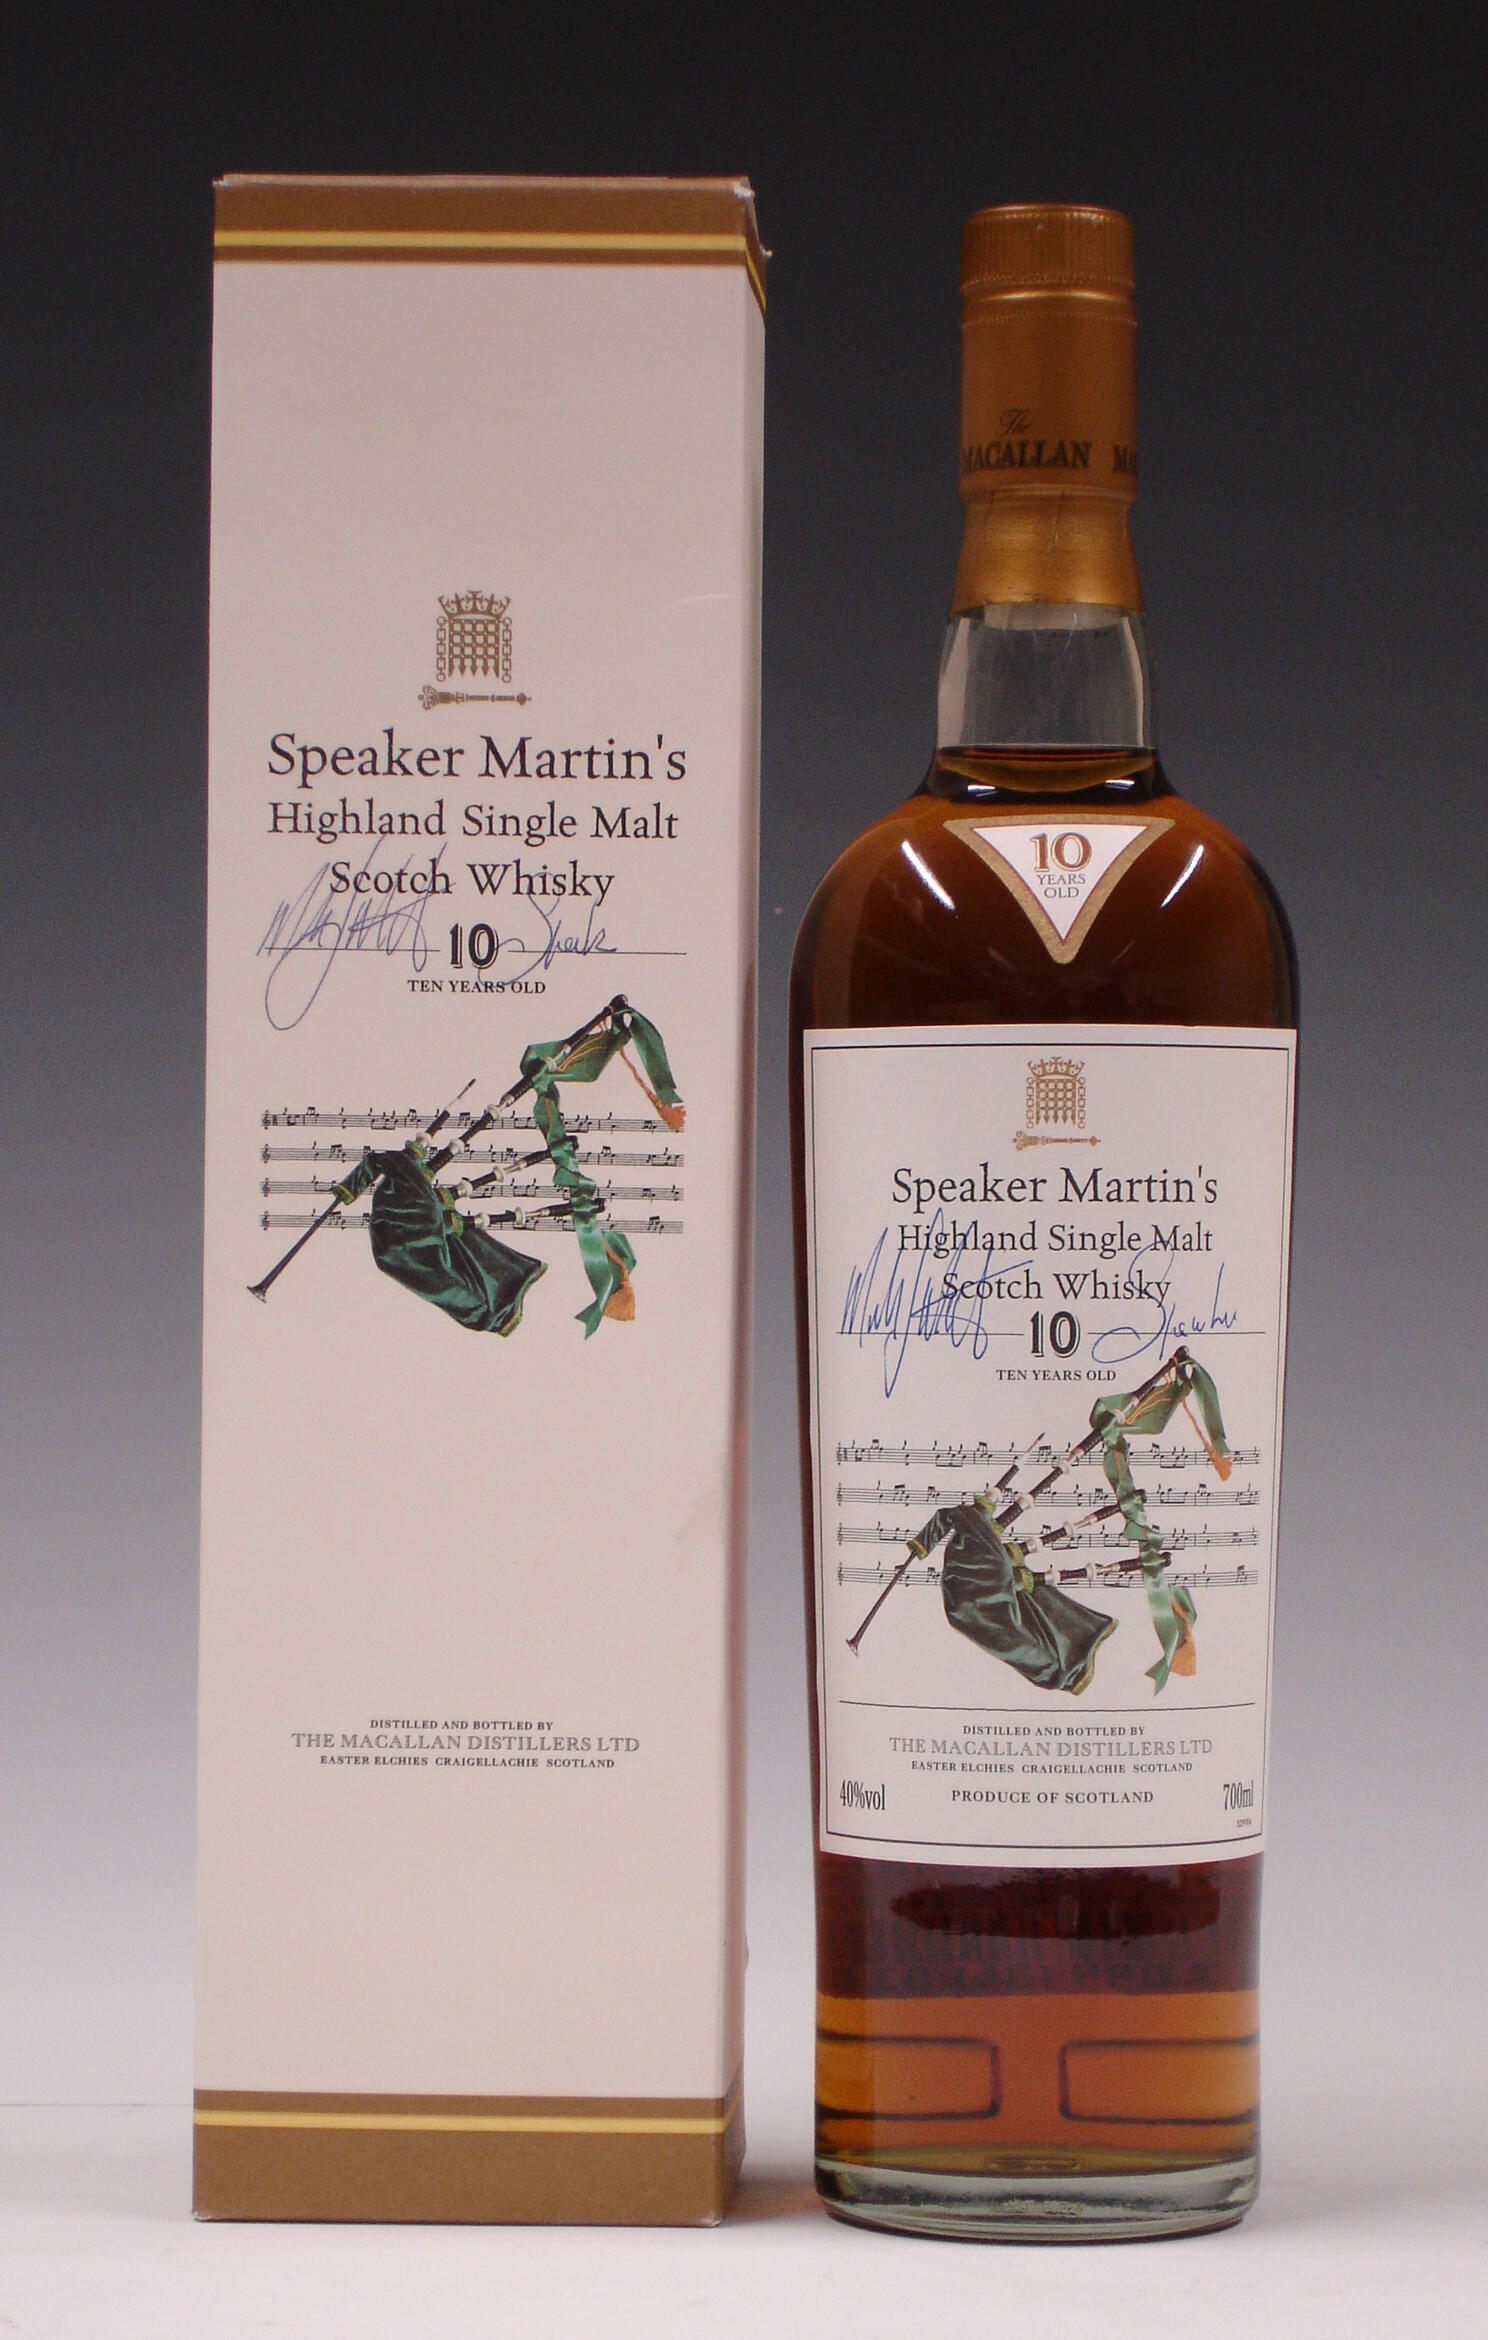 Speaker Martin's
Highland Single Malt
Scotch Whisky
10
TEN YEARS OLD
DISTILLED AND BOTTLED BY
THE MACALLAN DISTILLERS LTD
EASTER ELCHIES CRAIGELLACHIE SCOTLAND
The
MACALLAN
10
YEARS
OLD
Speaker Martin's
Highland Single Malt
Scotch Whisky
10 Speaker
TEN YEARS OLD
DISTILLED AND BOTTLED BY
THE MACALLAN DISTILLERS LTD
EASTER ELCHIES CRAIGELLACHIE SCOTLAND
40%vol PRODUCE OF SCOTLAND 700ml